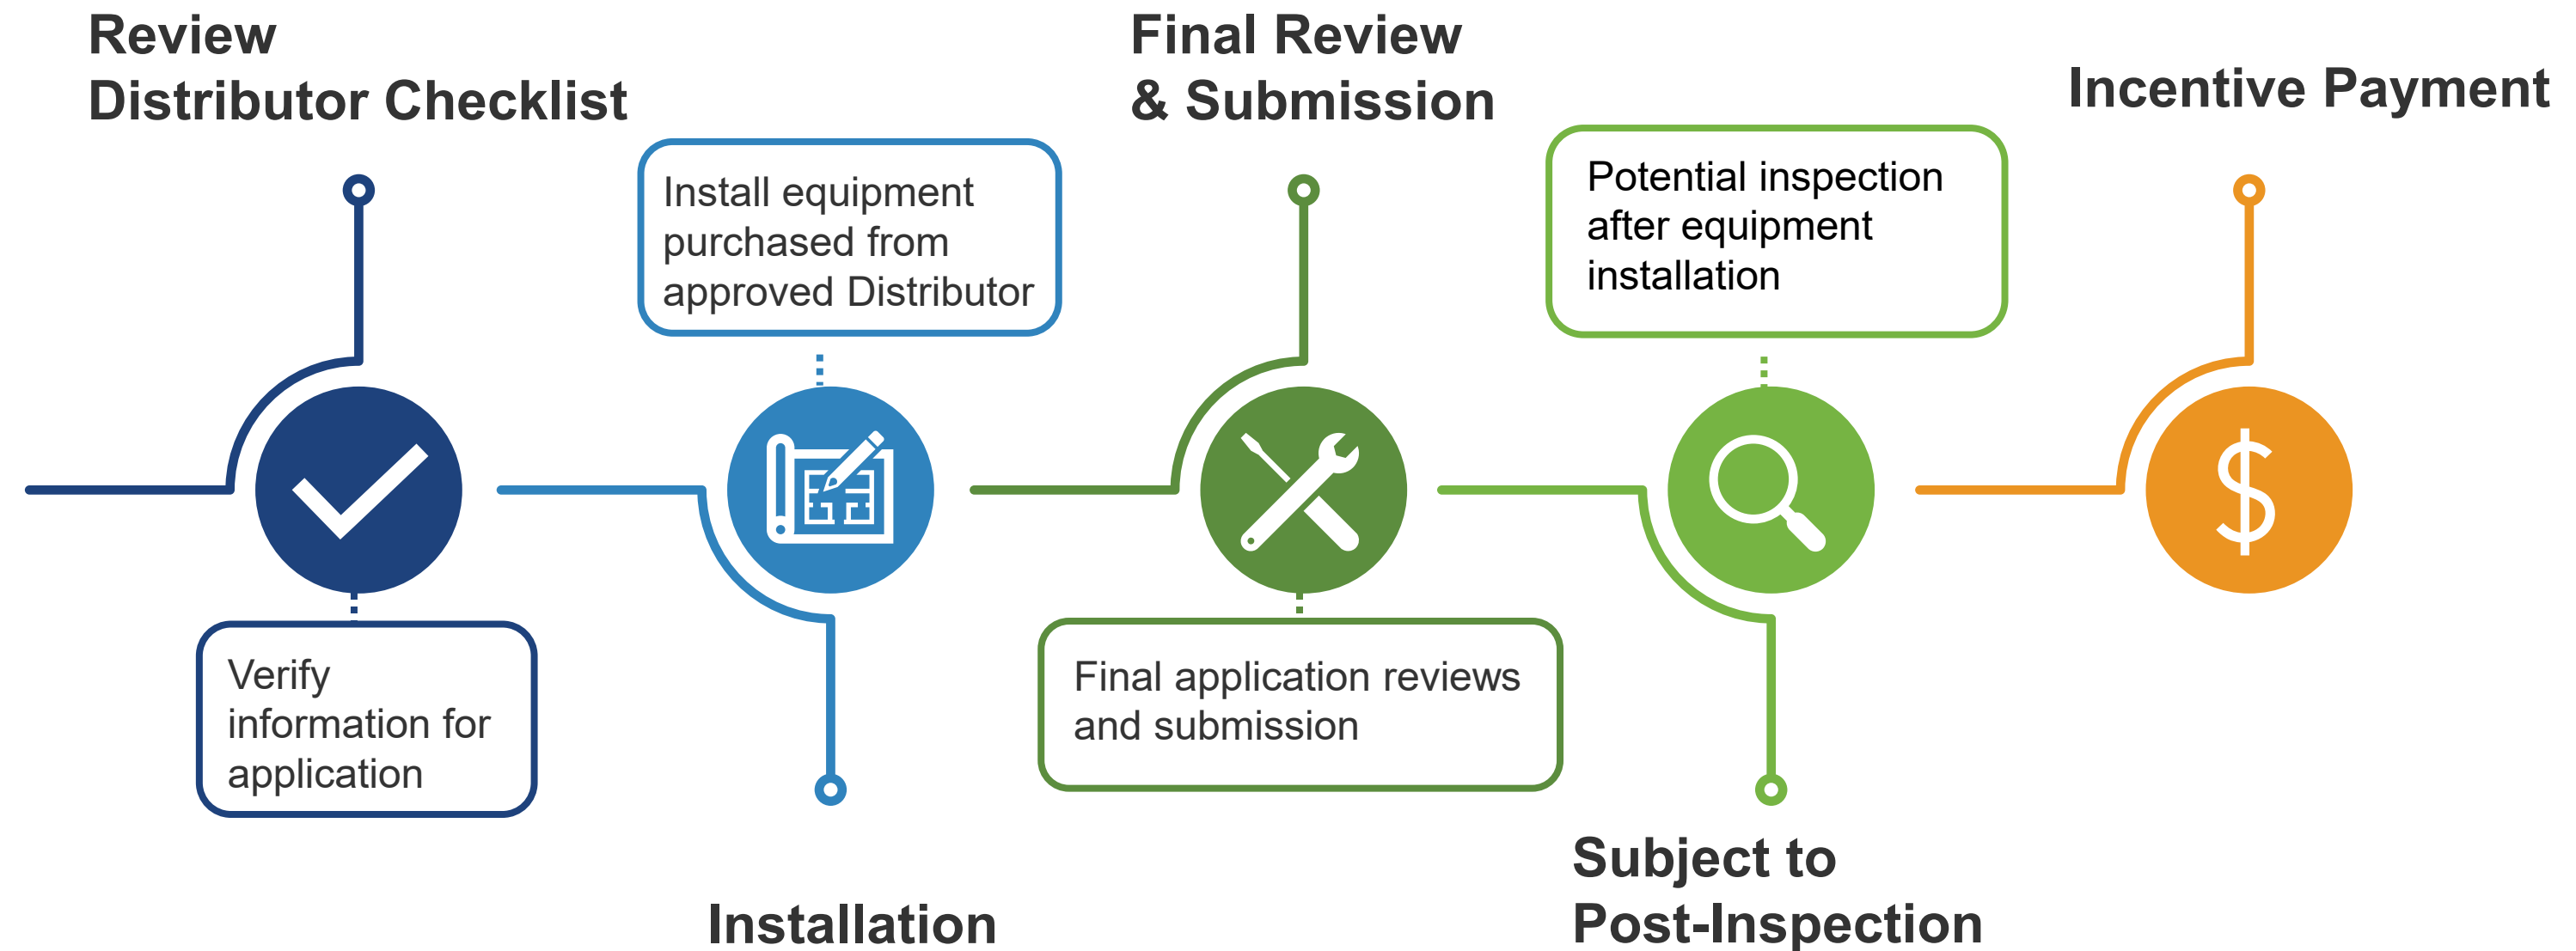 Review
Distributor Checklist
Verify
information for
application
Install equipment
purchased from
approved Distributor
Installation
Final Review
& Submission
Final application reviews
and submission
Potential inspection
after equipment
installation
Subject to
Post-Inspection
Incentive Payment
$